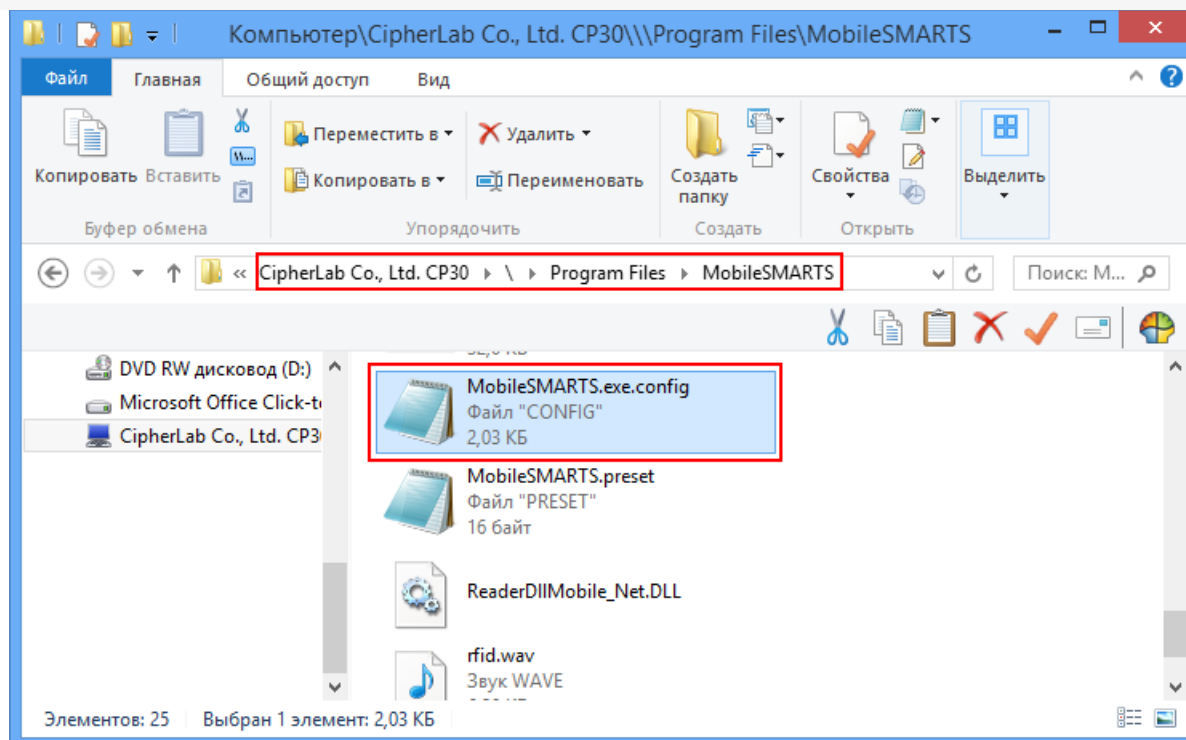 Компьютер\CipherLab Co., Ltd. CP30\\\Program Files\MobileSMARTS
Файл Главная Общий доступ Вид
Копировать Вставить Переместить в Копировать в Удалить Переименовать Создать папку Свойства Выделить
Буфер обмена Упорядочить Создать Открыть
« CipherLab Co., Ltd. CP30 \ Program Files MobileSMARTS Поиск: М...
DVD RW дисковод (D:)
Microsoft Office Click-t
CipherLab Co., Ltd. CP3
MobileSMARTS.exe.config
Файл "CONFIG"
2,03 КБ
MobileSMARTS.preset
Файл "PRESET"
16 байт
ReaderDllMobile_Net.DLL
rfid.wav
Звук WAVE
Элементов: 25 Выбран 1 элемент: 2,03 КБ